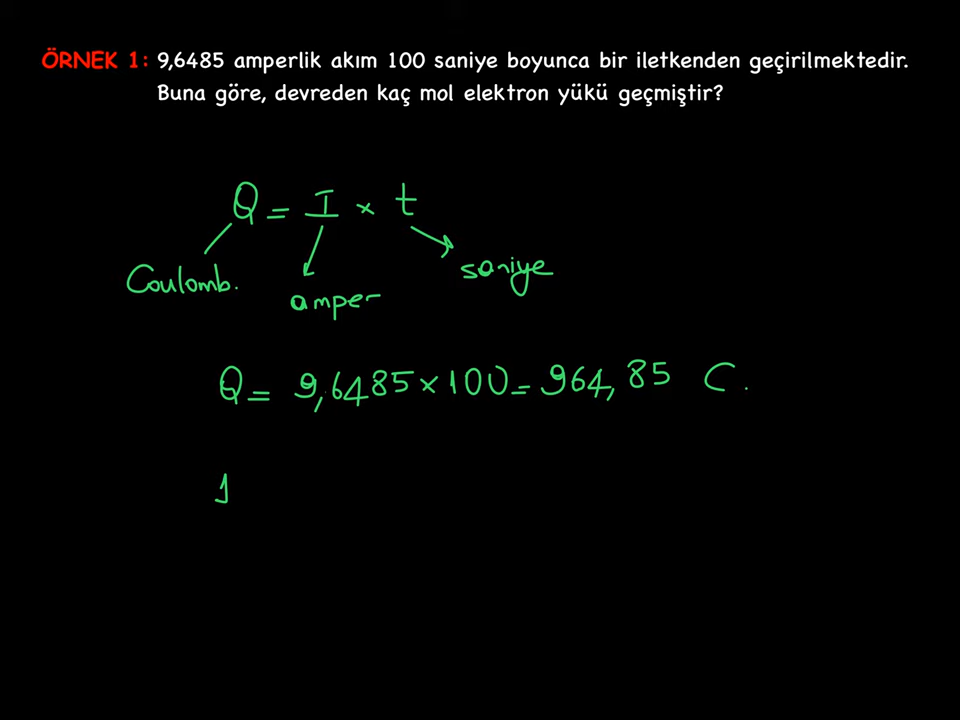 ÖRNEK 1: 9,6485 amperlik akım 100 saniye boyunca bir iletkenden geçirilmektedir.
Buna göre, devreden kaç mol elektron yükü geçmiştir?
Q = I × t
Coulomb.
amper
saniye
Q = 9,6485 × 100 = 964,85 C.
1